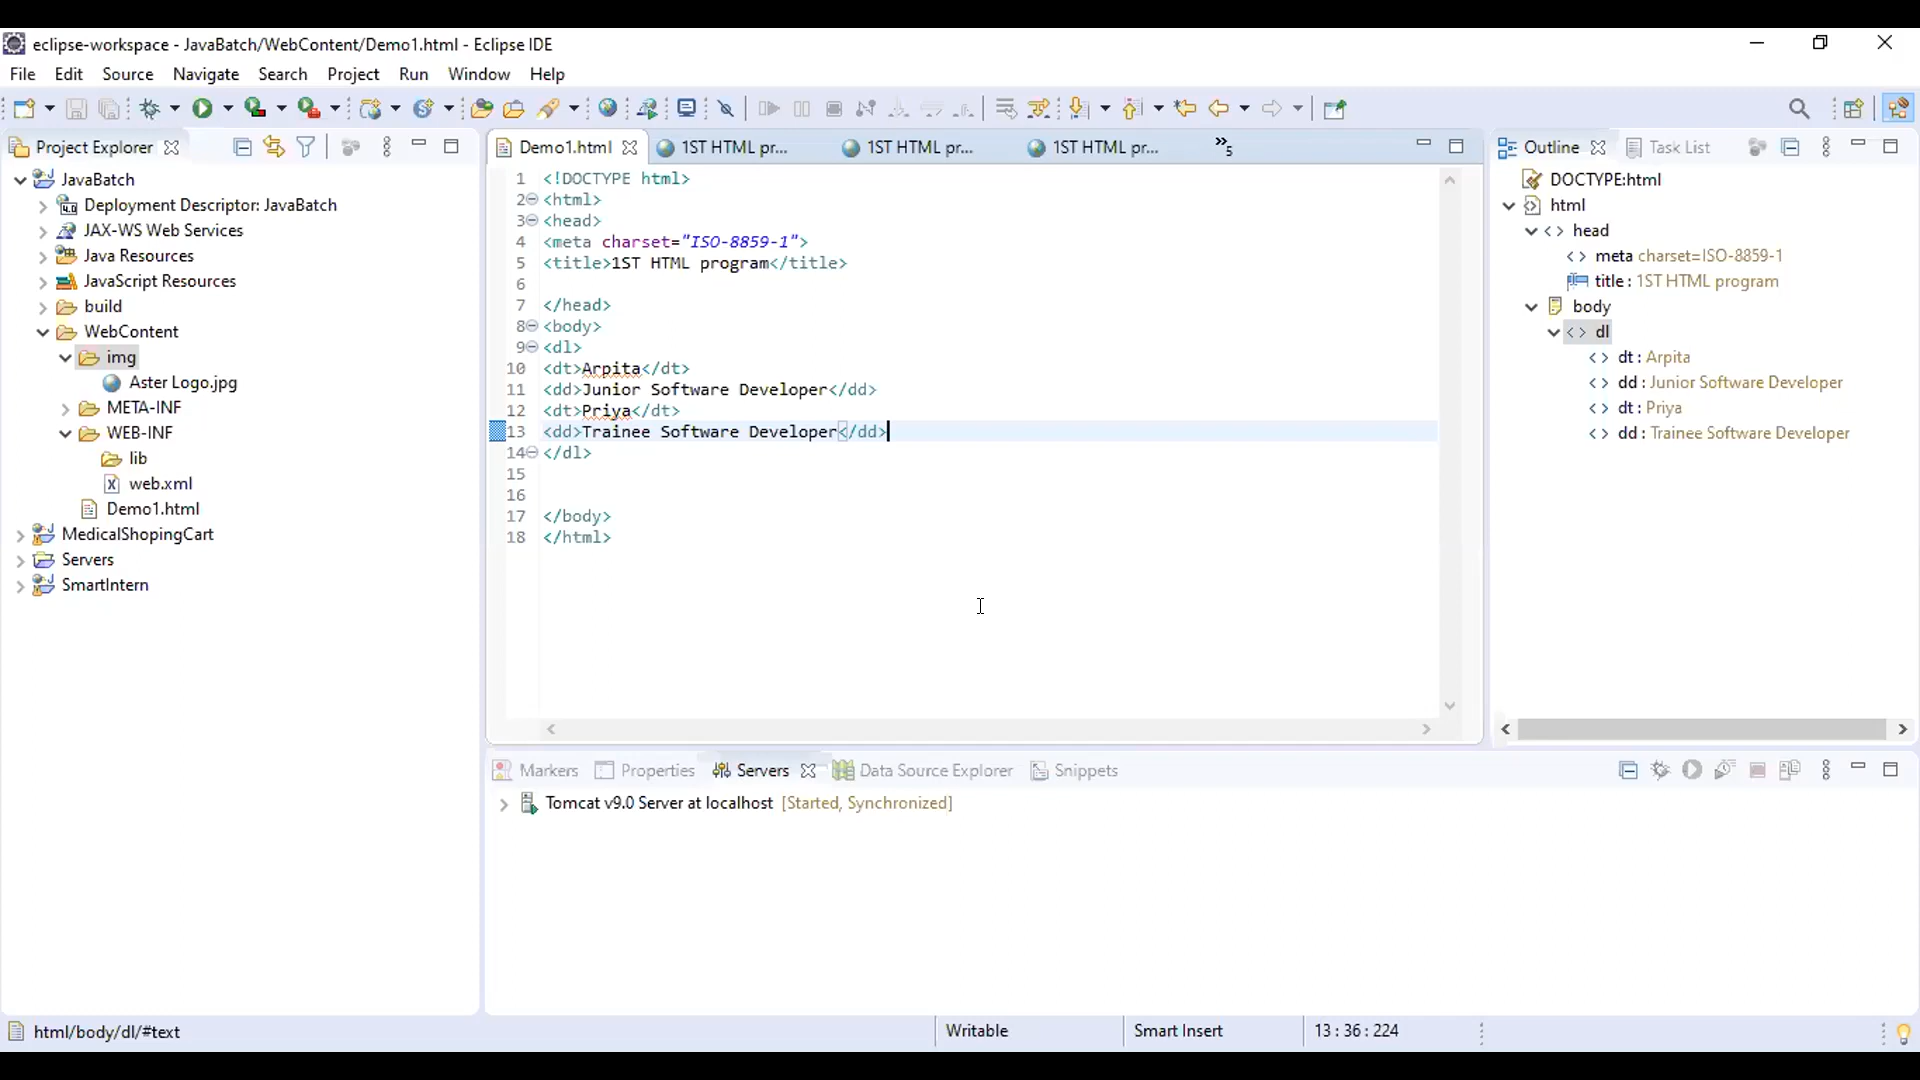 eclipse-workspace - JavaBatch/WebContent/Demo1.html - Eclipse IDE
File Edit Source Navigate Search Project Run Window Help
Project Explorer
JavaBatch
Deployment Descriptor: JavaBatch
JAX-WS Web Services
Java Resources
JavaScript Resources
build
WebContent
img
Aster Logo.jpg
META-INF
WEB-INF
lib
web.xml
Demo1.html
MedicalShopingCart
Servers
SmartIntern
Demo1.html 1ST HTML pr... 1ST HTML pr... 1ST HTML pr... »5
1 <!DOCTYPE html>
2 <html>
3 <head>
4 <meta charset="ISO-8859-1">
5 <title>1ST HTML program</title>
6
7 </head>
8 <body>
9 <dl>
10 <dt>Arpita</dt>
11 <dd>Junior Software Developer</dd>
12 <dt>Priya</dt>
13 <dd>Trainee Software Developer</dd>
14 </dl>
15
16
17 </body>
18 </html>
Outline Task List
DOCTYPE:html
html
head
meta charset=ISO-8859-1
title : 1ST HTML program
body
dl
dt : Arpita
dd : Junior Software Developer
dt : Priya
dd : Trainee Software Developer
Markers Properties Servers Data Source Explorer Snippets
Tomcat v9.0 Server at localhost [Started, Synchronized]
html/body/dl/#text Writable Smart Insert 13 : 36 : 224